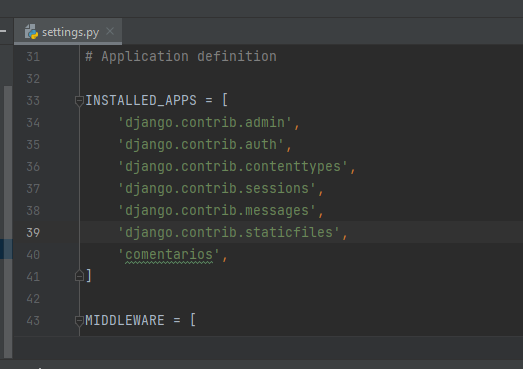 settings.py
31 # Application definition
32
33 INSTALLED_APPS = [
34 'django.contrib.admin',
35 'django.contrib.auth',
36 'django.contrib.contenttypes',
37 'django.contrib.sessions',
38 'django.contrib.messages',
39 'django.contrib.staticfiles',
40 'comentarios',
41 ]
42
43 MIDDLEWARE = [